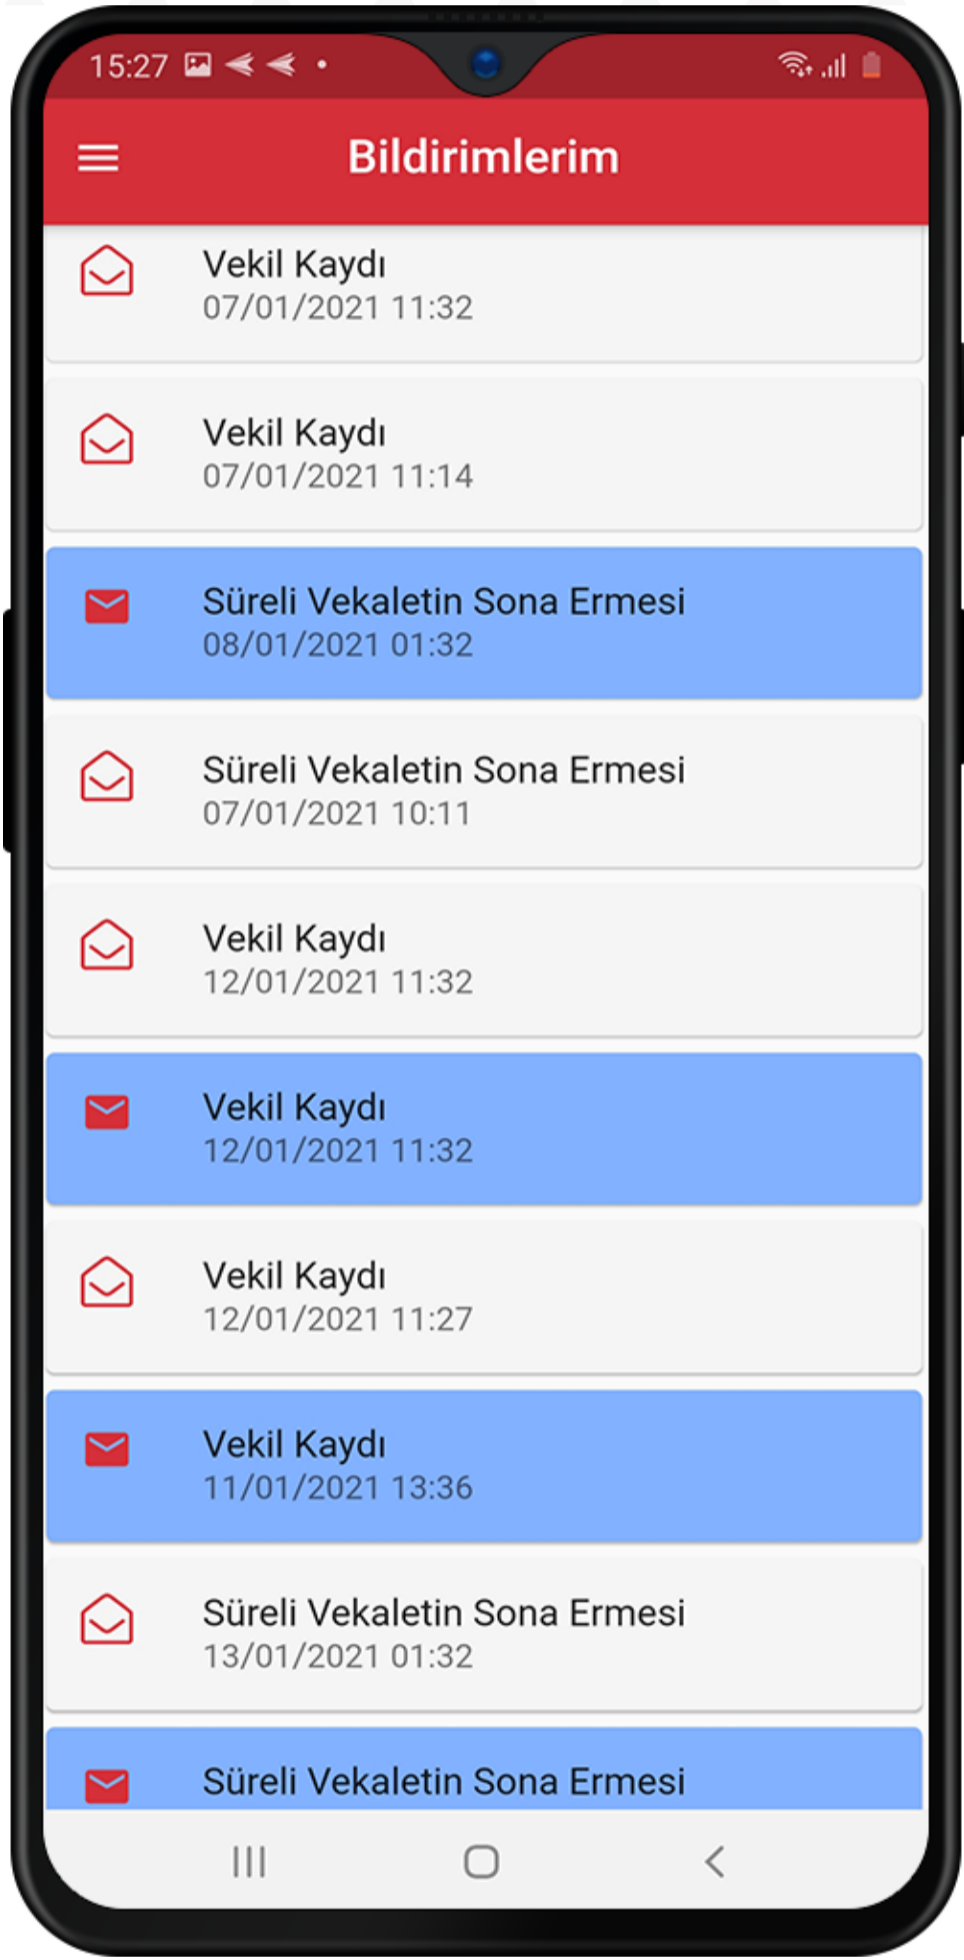 15:27
Bildirimlerim
Vekil Kaydı
07/01/2021 11:32
Vekil Kaydı
07/01/2021 11:14
Süreli Vekaletin Sona Ermesi
08/01/2021 01:32
Süreli Vekaletin Sona Ermesi
07/01/2021 10:11
Vekil Kaydı
12/01/2021 11:32
Vekil Kaydı
12/01/2021 11:32
Vekil Kaydı
12/01/2021 11:27
Vekil Kaydı
11/01/2021 13:36
Süreli Vekaletin Sona Ermesi
13/01/2021 01:32
Süreli Vekaletin Sona Ermesi